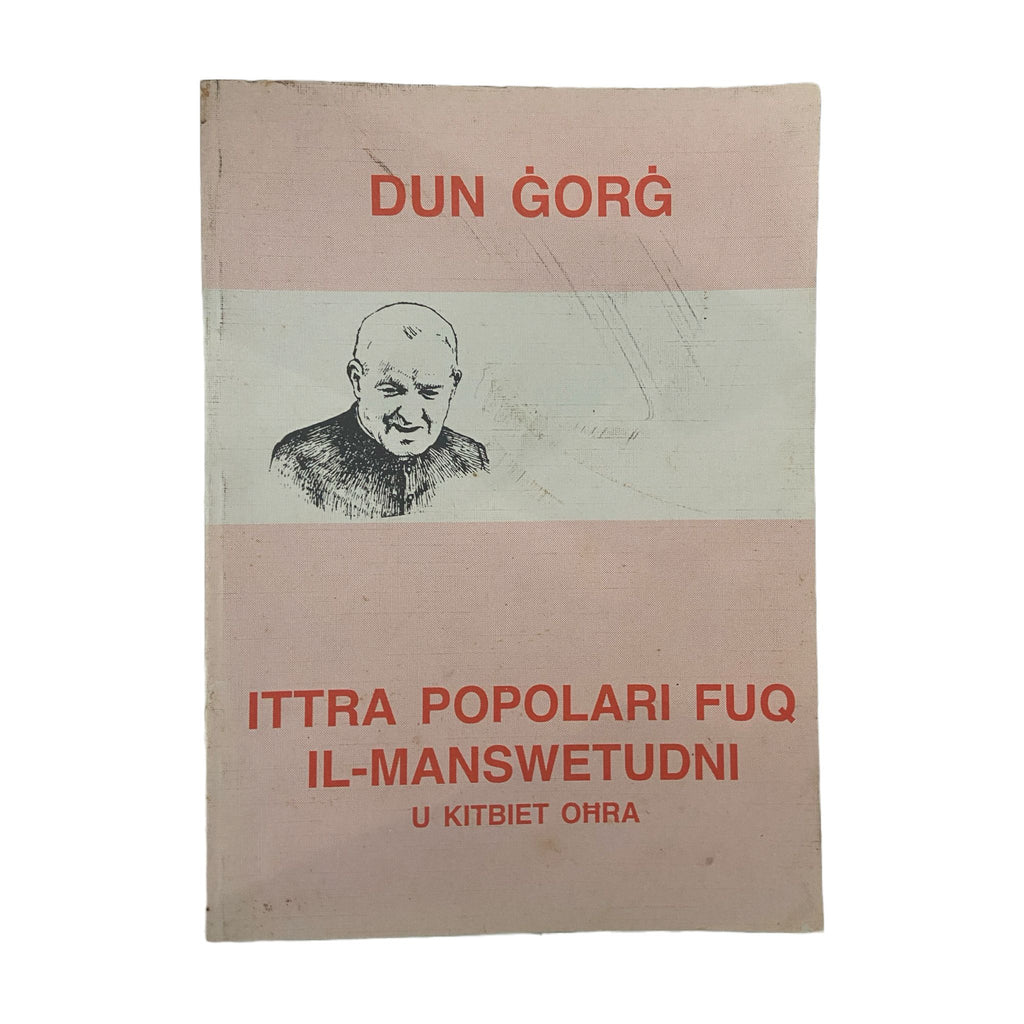 DUN ĠORĠ
ITTRA POPOLARI FUQ
IL-MANSWETUDNI
U KITBIET OĦRA